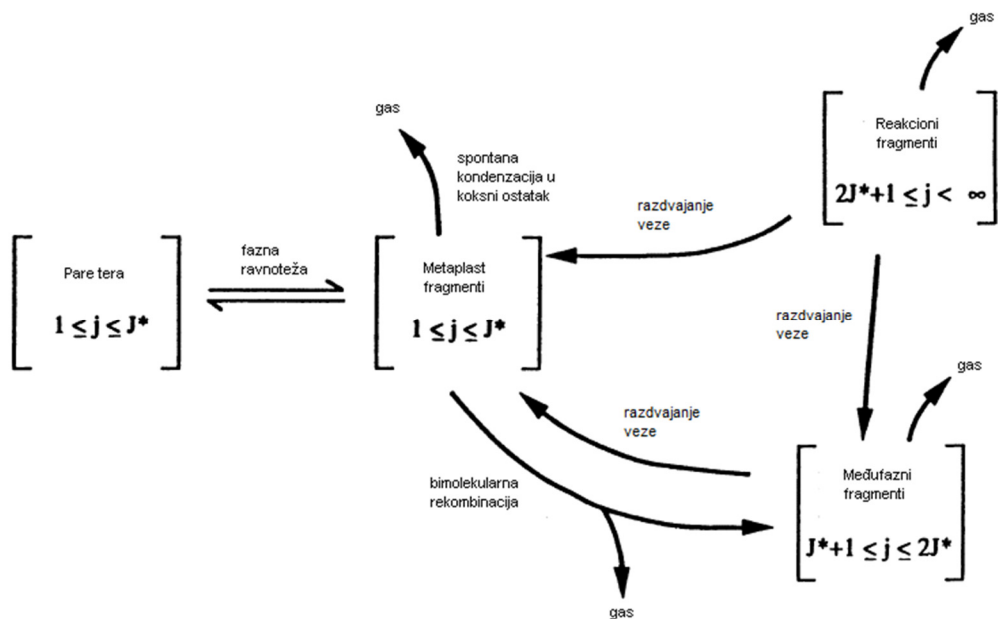 gas
Reakcioni
fragmenti
2J*+1 ≤ j < ∞
gas
spontana
kondenzacija u
koksni ostatak
razdvajanje
veze
Pare tera
1 ≤ j ≤ J*
fazna
ravnoteža
Metaplast
fragmenti
1 ≤ j ≤ J*
razdvajanje
veze
gas
razdvajanje
veze
bimolekularna
rekombinacija
Međufazni
fragmenti
J*+1 ≤ j ≤ 2J*
gas